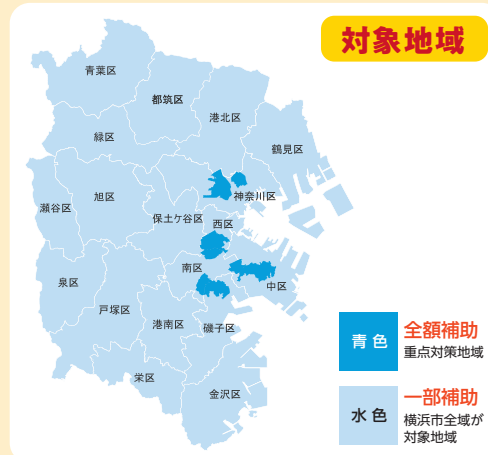 対象地域
青葉区
都筑区
港北区
緑区
鶴見区
神奈川区
旭区
瀬谷区
保土ケ谷区
西区
南区
泉区
中区
戸塚区
港南区
磯子区
栄区
金沢区
青色
全額補助
重点対策地域
水色
一部補助
横浜市全域が
対象地域